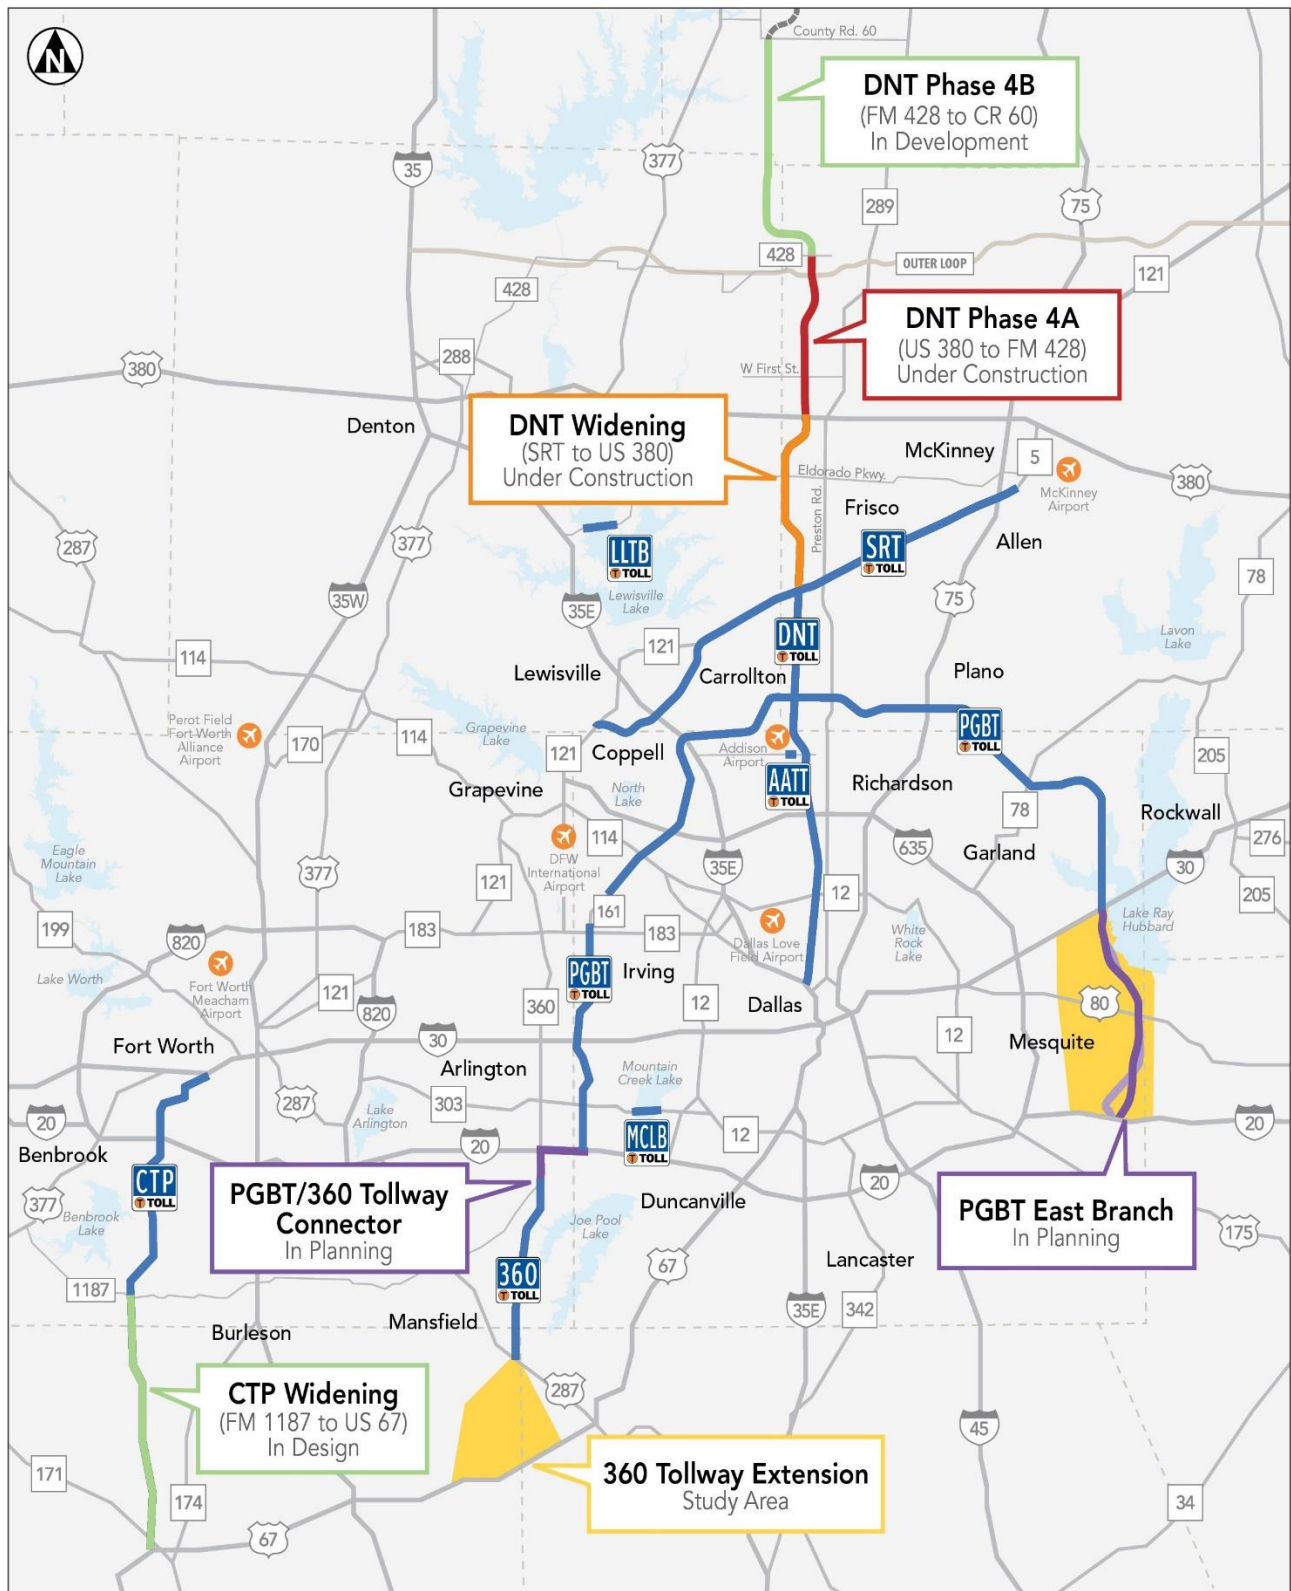 N
County Rd. 60
DNT Phase 4B
(FM 428 to CR 60)
In Development
377
35
289
75
428
OUTER LOOP
121
428
DNT Phase 4A
(US 380 to FM 428)
Under Construction
288
380
W First St.
DNT Widening
(SRT to US 380)
Under Construction
Denton
McKinney
5
Eldorado Pkwy.
380
McKinney
Airport
Preston Rd.
Frisco
287
377
LLTB
T TOLL
SRT
T TOLL
Allen
78
35W
Lewisville
Lake
35E
75
DNT
T TOLL
Lavon
Lake
114
121
Lewisville
Carrollton
Plano
Perot Field
Fort Worth
Alliance
Airport
170
114
Grapevine
Lake
121
Coppell
Addison
Airport
PGBT
T TOLL
205
Grapevine
North
Lake
AATT
T TOLL
Richardson
78
Rockwall
114
DFW
International
Airport
635
Garland
276
Eagle
Mountain
Lake
377
121
35E
30
205
12
161
199
820
183
183
Dallas Love
Field Airport
White
Rock
Lake
Lake Ray
Hubbard
Lake Worth
Fort Worth
Meacham
Airport
121
820
360
PGBT
T TOLL
Irving
12
Dallas
80
12
Mesquite
Fort Worth
30
Arlington
Mountain
Creek Lake
287
Lake
Arlington
303
20
20
MCLB
T TOLL
12
20
Benbrook
CTP
T TOLL
PGBT/360 Tollway
Connector
In Planning
Duncanville
20
PGBT East Branch
In Planning
377
Benbrook
Lake
Joe Pool
Lake
175
1187
360
T TOLL
67
Lancaster
35E
342
Burleson
Mansfield
CTP Widening
(FM 1187 to US 67)
In Design
287
45
171
174
360 Tollway Extension
Study Area
34
67